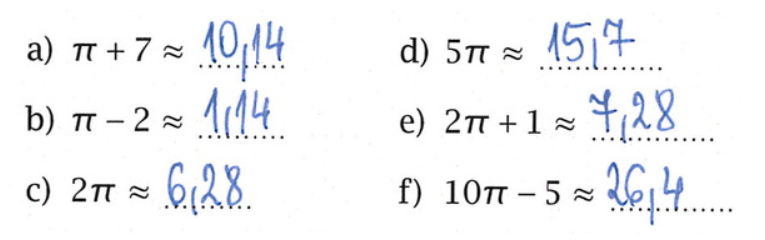 a) π + 7 ≈ 10,14
b) π − 2 ≈ 1,14
c) 2π ≈ 6,28
d) 5π ≈ 15,7
e) 2π + 1 ≈ 7,28
f) 10π − 5 ≈ 26,4